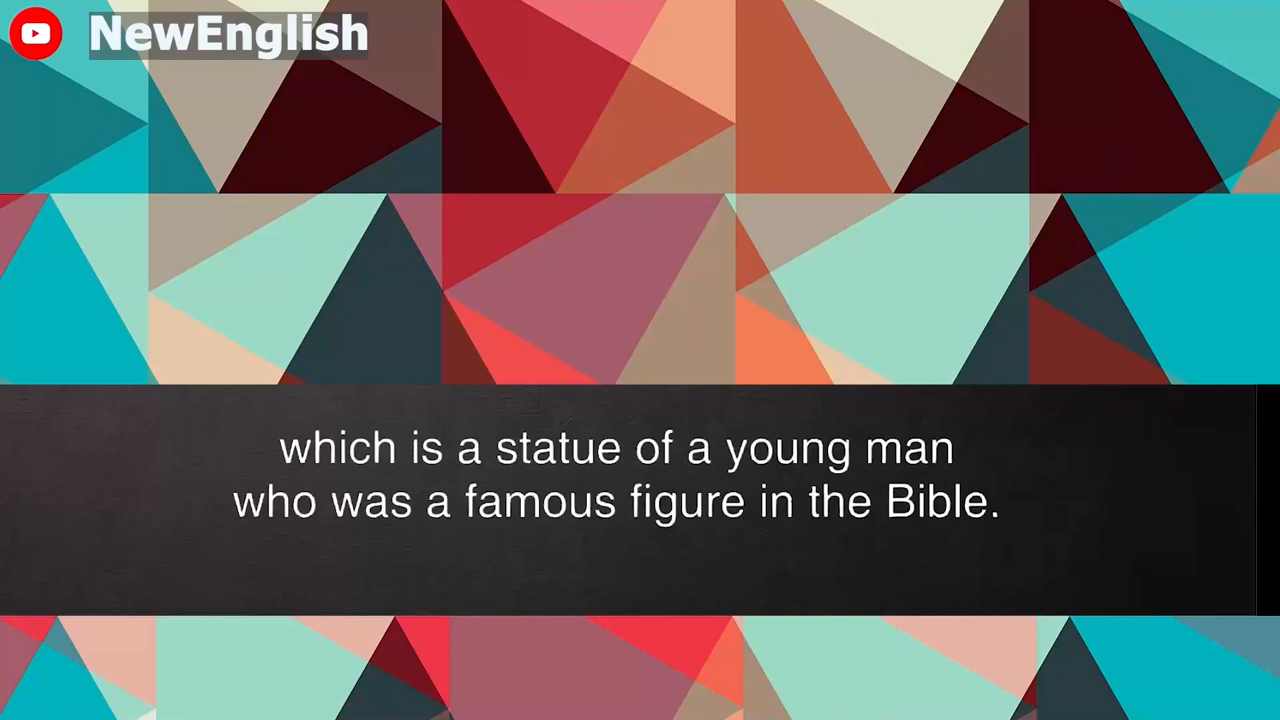 NewEnglish
which is a statue of a young man
who was a famous figure in the Bible.